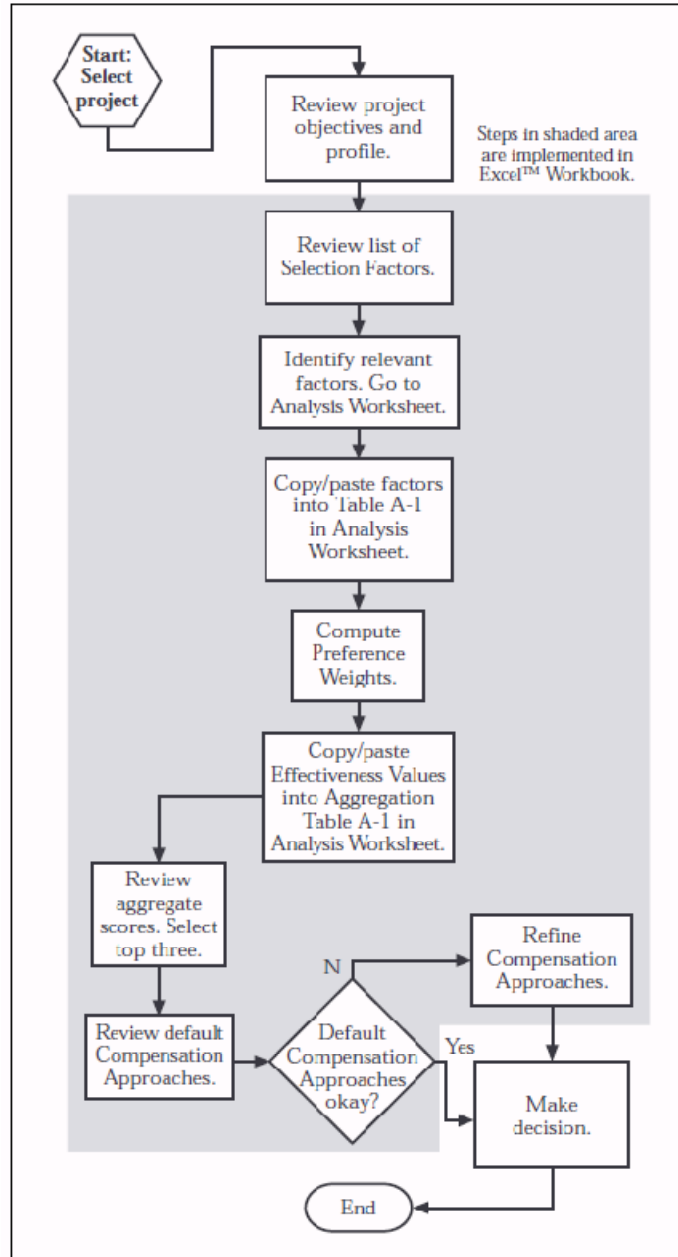 Start:
Select
project
Review project
objectives and
profile.
Steps in shaded area
are implemented in
Excel™ Workbook.
Review list of
Selection Factors.
Identify relevant
factors. Go to
Analysis Worksheet.
Copy/paste factors
into Table A-1
in Analysis
Worksheet.
Compute
Preference
Weights.
Copy/paste
Effectiveness Values
into Aggregation
Table A-1 in
Analysis Worksheet.
Review
aggregate
scores. Select
top three.
Review default
Compensation
Approaches.
N
Default
Compensation
Approaches
okay?
Refine
Compensation
Approaches.
Yes
Make
decision.
End